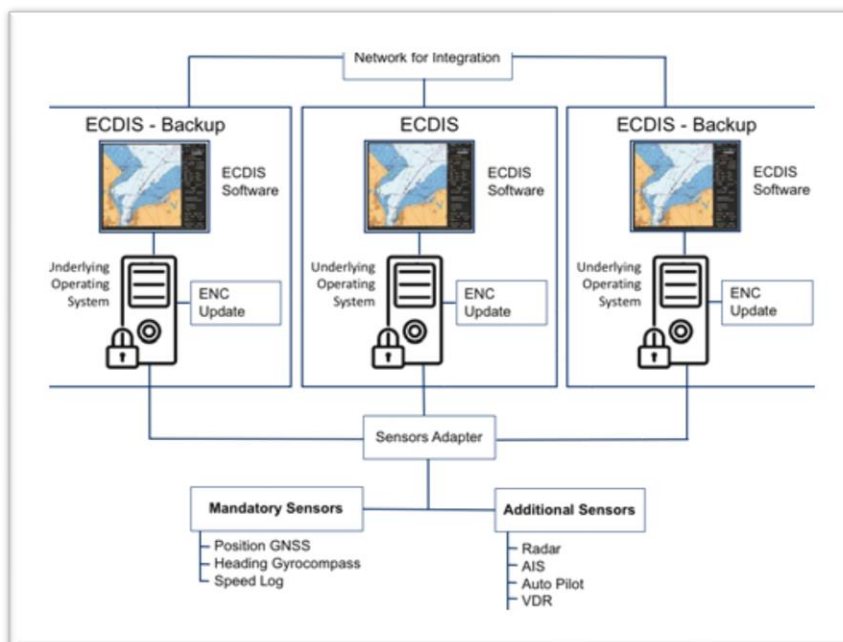 Network for Integration
ECDIS - Backup
ECDIS
Software
Underlying
Operating
System
ENC
Update
ECDIS
ECDIS
Software
Underlying
Operating
System
ENC
Update
ECDIS - Backup
ECDIS
Software
Underlying
Operating
System
ENC
Update
Sensors Adapter
Mandatory Sensors
Position GNSS
Heading Gyrocompass
Speed Log
Additional Sensors
Radar
AIS
Auto Pilot
VDR